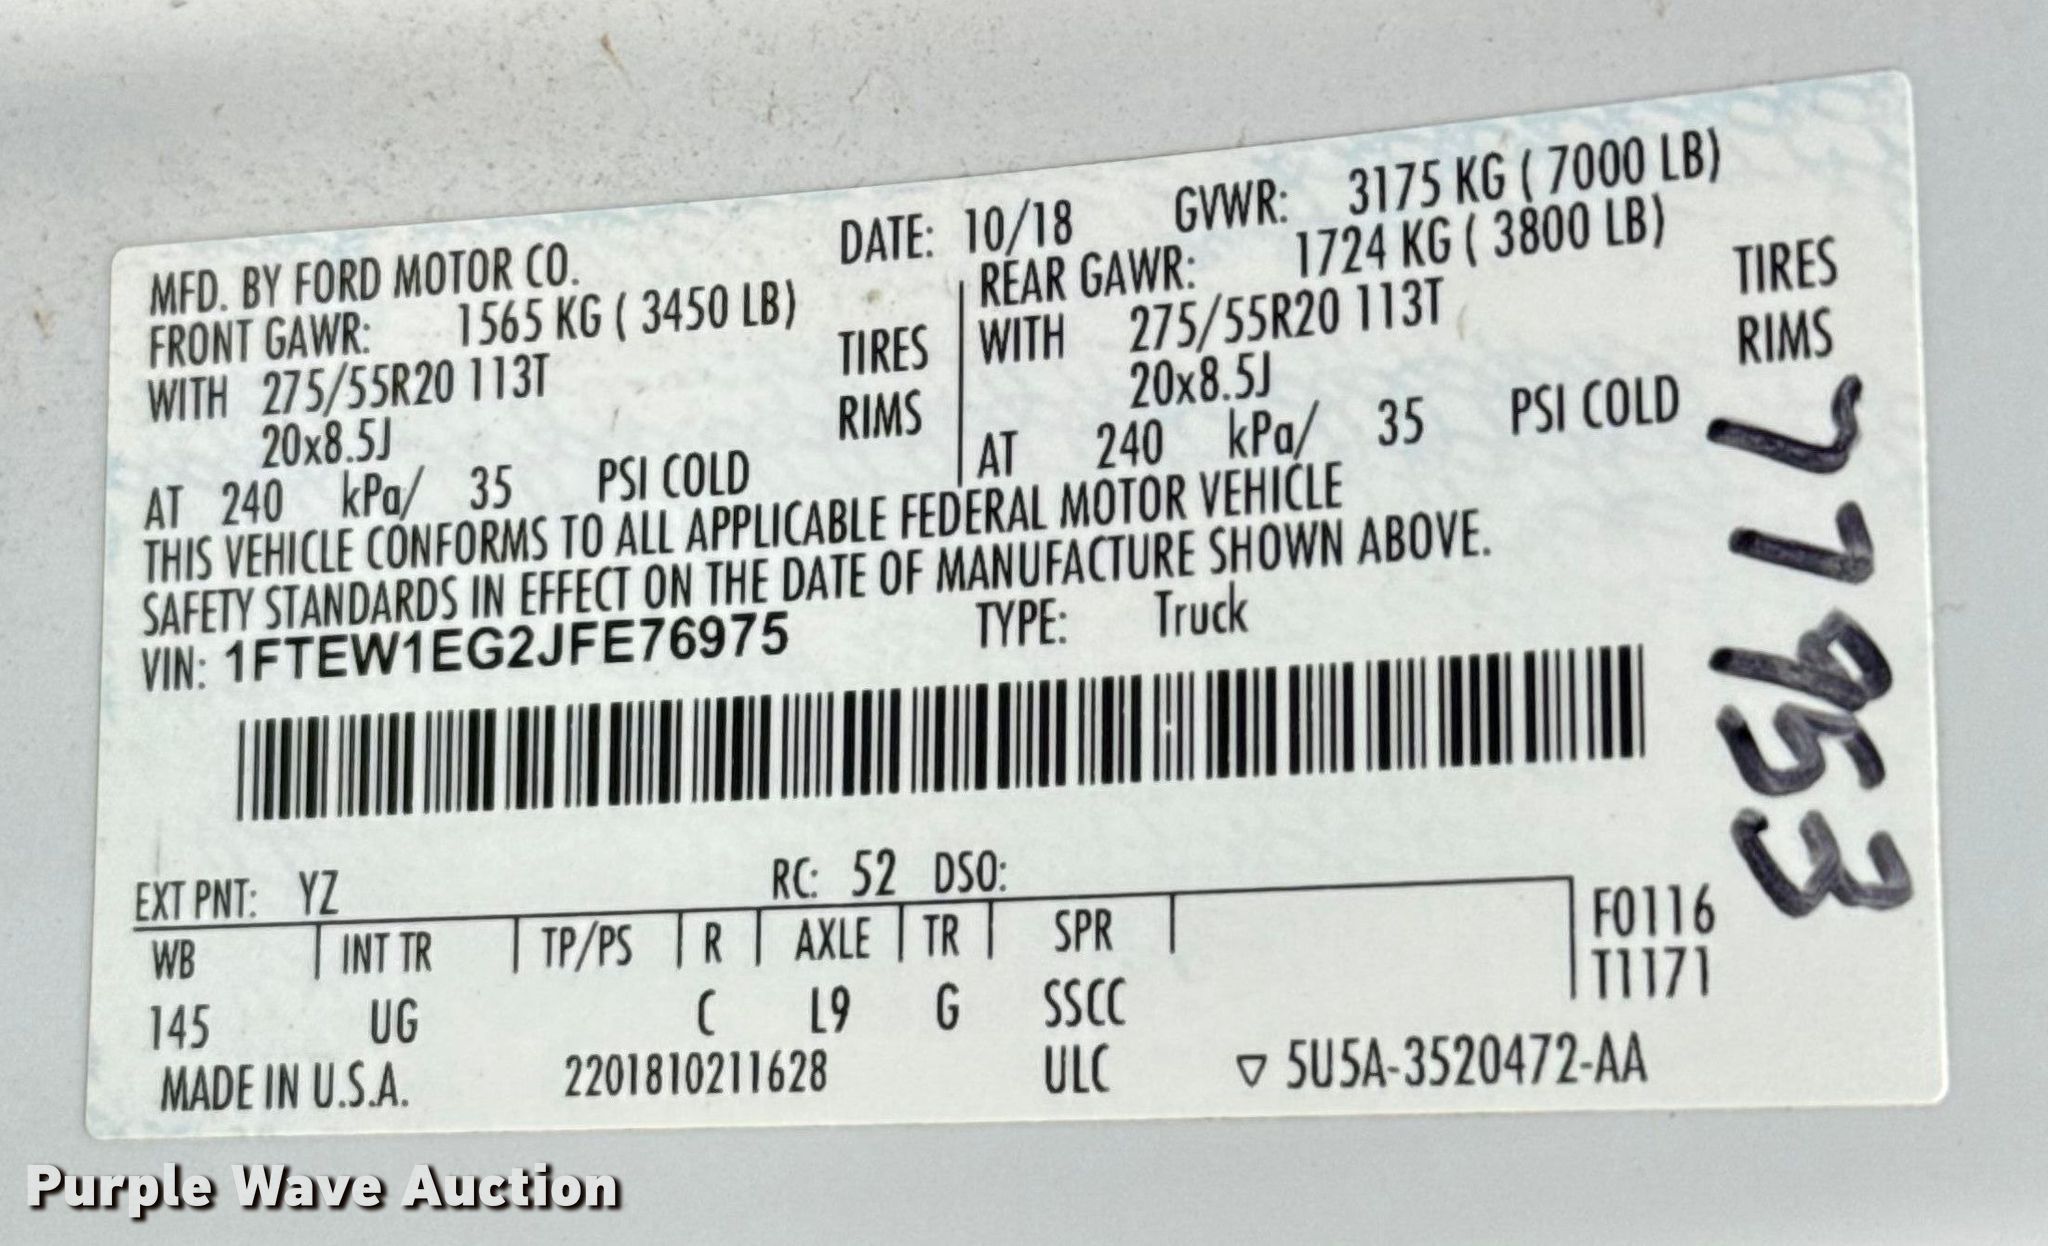 MFD. BY FORD MOTOR CO. DATE: 10/18 GVWR: 3175 KG ( 7000 LB)
FRONT GAWR: 1565 KG ( 3450 LB) REAR GAWR: 1724 KG ( 3800 LB)
WITH 275/55R20 113T TIRES WITH 275/55R20 113T TIRES
20x8.5J RIMS 20x8.5J RIMS
AT 240 kPa/ 35 PSI COLD AT 240 kPa/ 35 PSI COLD
THIS VEHICLE CONFORMS TO ALL APPLICABLE FEDERAL MOTOR VEHICLE
SAFETY STANDARDS IN EFFECT ON THE DATE OF MANUFACTURE SHOWN ABOVE.
VIN: 1FTEW1EG2JFE76975 TYPE: Truck
EXT PNT: YZ RC: 52 DSO:
WB INT TR TP/PS R AXLE TR SPR F0116
T1171
145 UG C L9 G SSCC
MADE IN U.S.A. 2201810211628 ULC ▽ 5U5A-3520472-AA
Purple Wave Auction